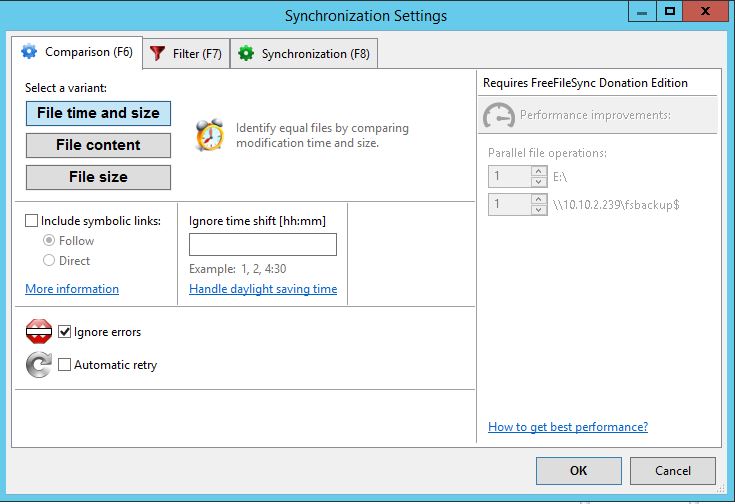 Synchronization Settings
Comparison (F6)
Filter (F7)
Synchronization (F8)
Select a variant:
File time and size
File content
File size
Identify equal files by comparing
modification time and size.
Include symbolic links:
Follow
Direct
More information
Ignore time shift [hh:mm]
Example: 1, 2, 4:30
Handle daylight saving time
Ignore errors
Automatic retry
Requires FreeFileSync Donation Edition
Performance improvements:
Parallel file operations:
1 E:\
1 \\10.10.2.239\fsbackup$
How to get best performance?
OK
Cancel